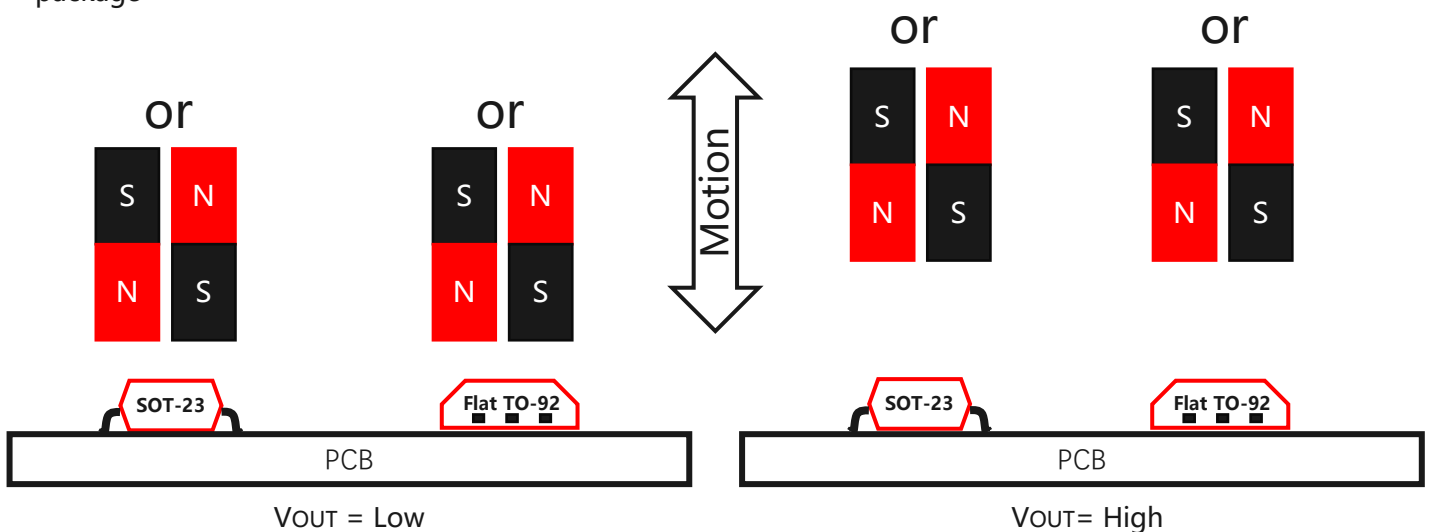 package
or or
or or
S N S N
N S N S
Motion
S N S N
N S N S
SOT-23 Flat TO-92 SOT-23 Flat TO-92
PCB PCB
VOUT = Low VOUT= High